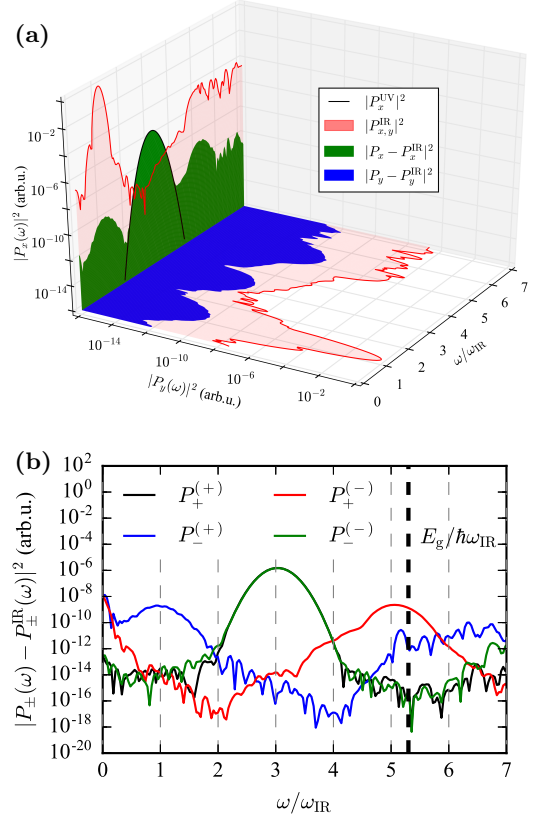 (a)
|P_x^UV|^2
|P_{x,y}^IR|^2
|P_x − P_x^IR|^2
|P_y − P_y^IR|^2
|P_x(ω)|^2 (arb.u.)
10^−2
10^−6
10^−10
10^−14
10^−14
10^−10
10^−6
10^−2
|P_y(ω)|^2 (arb.u.)
0 1 2 3 4 5 6 7
ω/ω_IR
(b)
|P_±(ω) − P_±^IR(ω)|^2 (arb.u.)
10^2
10^0
10^−2
10^−4
10^−6
10^−8
10^−10
10^−12
10^−14
10^−16
10^−18
10^−20
P_+^(+) P_+^(−)
P_−^(+) P_−^(−)
E_g/ħω_IR
0 1 2 3 4 5 6 7
ω/ω_IR